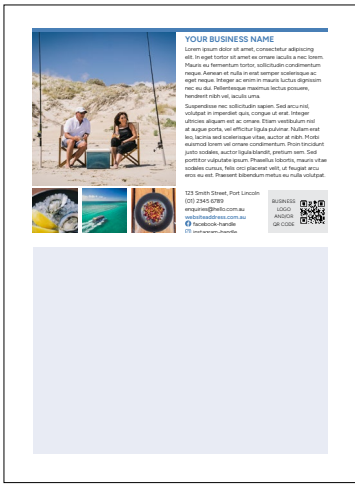 YOUR BUSINESS NAME
Lorem ipsum dolor sit amet, consectetur adipiscing
elit. In eget tortor sit amet ex ornare iaculis a nec lorem.
Mauris eu fermentum tortor, sollicitudin condimentum
neque. Aenean et nulla in erat semper scelerisque ac
eget neque. Integer ac enim in mauris luctus dignissim
nec eu dui. Pellentesque maximus lectus posuere,
hendrerit nibh vel, iaculis urna.
Suspendisse nec sollicitudin sapien. Sed arcu nisl,
volutpat in imperdiet quis, congue ut erat. Integer
ultricies aliquam est ac ornare. Etiam vestibulum nisl
at augue porta, vel efficitur ligula pulvinar. Nullam erat
leo, lacinia sed scelerisque vitae, auctor at nibh. Morbi
euismod lorem vel ornare condimentum. Proin tincidunt
justo sodales, auctor ligula blandit, pretium sem. Sed
porttitor vulputate ipsum. Phasellus lobortis, mauris vitae
sodales cursus, felis orci placerat velit, ut feugiat arcu
eros eu est. Praesent bibendum metus eu nulla volutpat.
123 Smith Street, Port Lincoln
(01) 2345 6789
enquiries@hello.com.au
websiteaddress.com.au
facebook-handle
instagram-handle
BUSINESS
LOGO
AND/OR
QR CODE